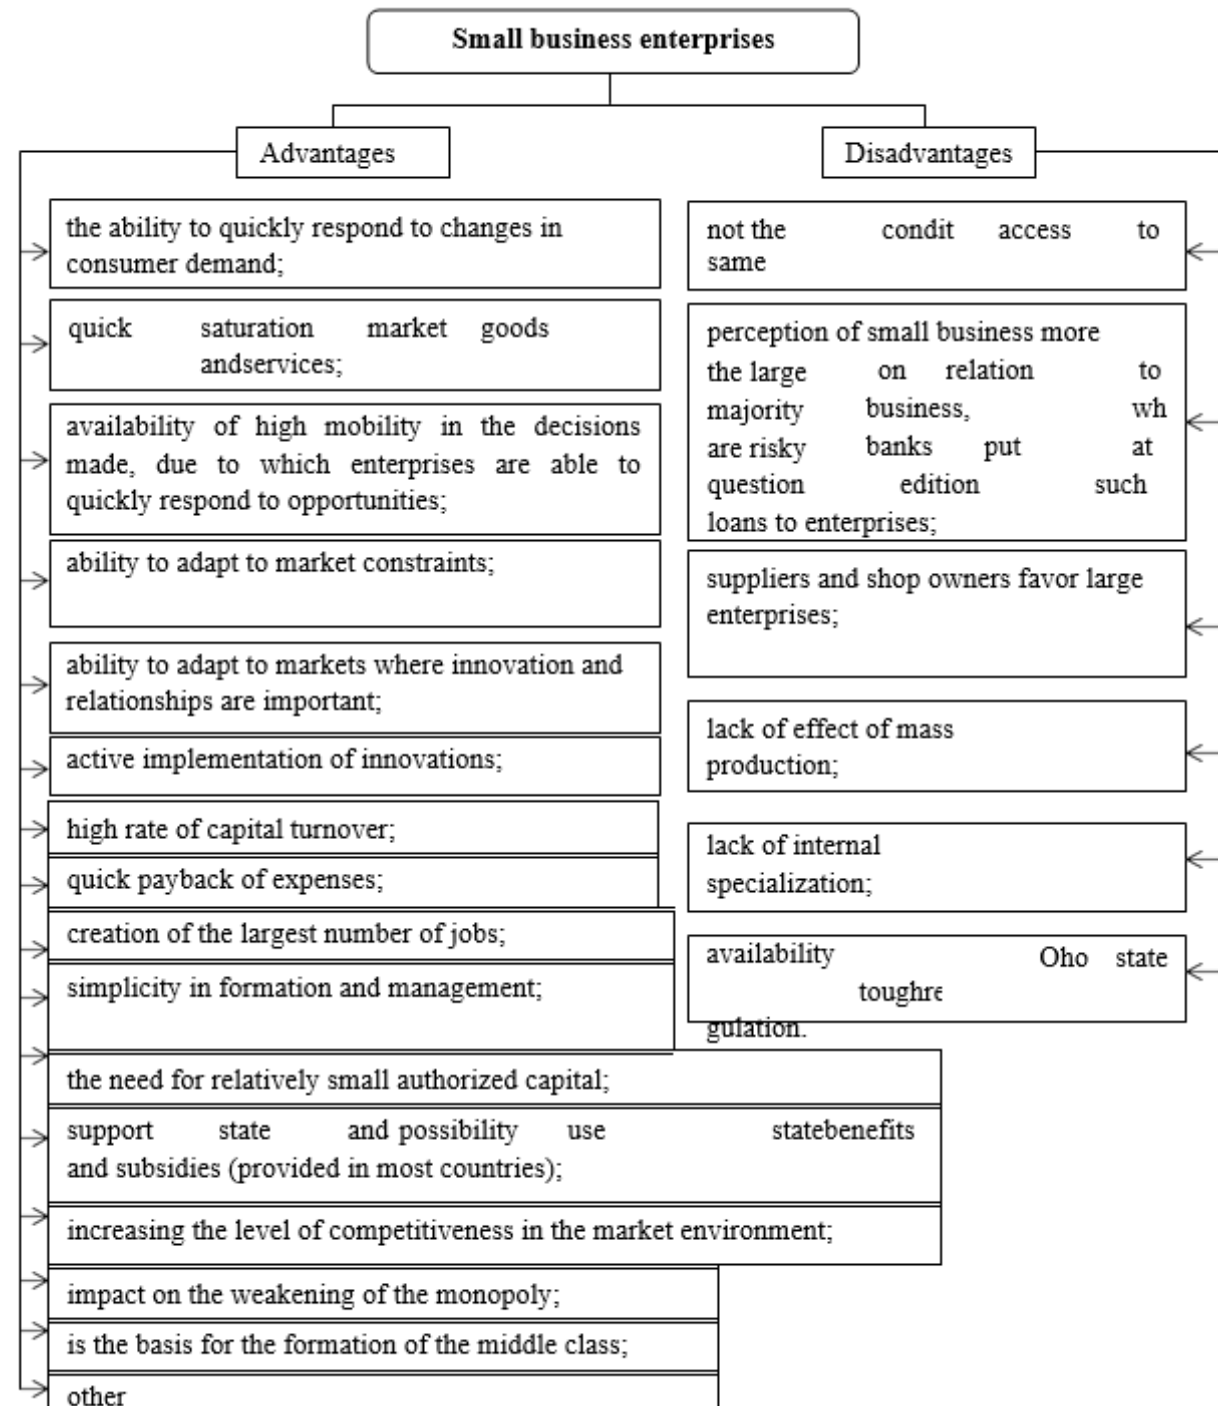 Small business enterprises
Advantages
Disadvantages
the ability to quickly respond to changes in
consumer demand;
quick saturation market goods
andservices;
availability of high mobility in the decisions
made, due to which enterprises are able to
quickly respond to opportunities;
ability to adapt to market constraints;
ability to adapt to markets where innovation and
relationships are important;
active implementation of innovations;
high rate of capital turnover;
quick payback of expenses;
creation of the largest number of jobs;
simplicity in formation and management;
the need for relatively small authorized capital;
support state and possibility use statebenefits
and subsidies (provided in most countries);
increasing the level of competitiveness in the market environment;
impact on the weakening of the monopoly;
is the basis for the formation of the middle class;
other
not the condit access to
same
perception of small business more
the large on relation to
majority business, wh
are risky banks put at
question edition such
loans to enterprises;
suppliers and shop owners favor large
enterprises;
lack of effect of mass
production;
lack of internal
specialization;
availability Oho state
toughre
gulation.